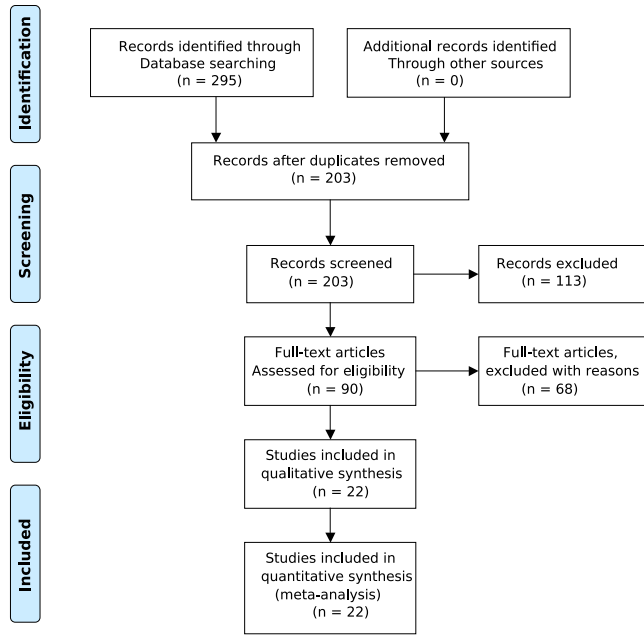 Identification
Records identified through
Database searching
(n = 295)
Additional records identified
Through other sources
(n = 0)
Records after duplicates removed
(n = 203)
Screening
Records screened
(n = 203)
Records excluded
(n = 113)
Eligibility
Full-text articles
Assessed for eligibility
(n = 90)
Full-text articles,
excluded with reasons
(n = 68)
Studies included in
qualitative synthesis
(n = 22)
Included
Studies included in
quantitative synthesis
(meta-analysis)
(n = 22)